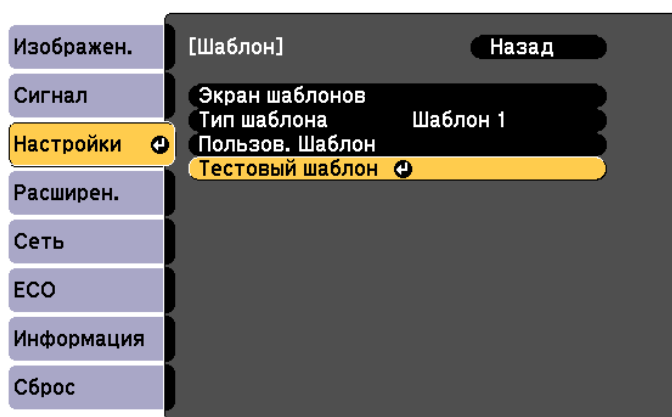 Изображен.
Сигнал
Настройки
Расширен.
Сеть
ECO
Информация
Сброс
[Шаблон] Назад
Экран шаблонов
Тип шаблона Шаблон 1
Пользов. Шаблон
Тестовый шаблон